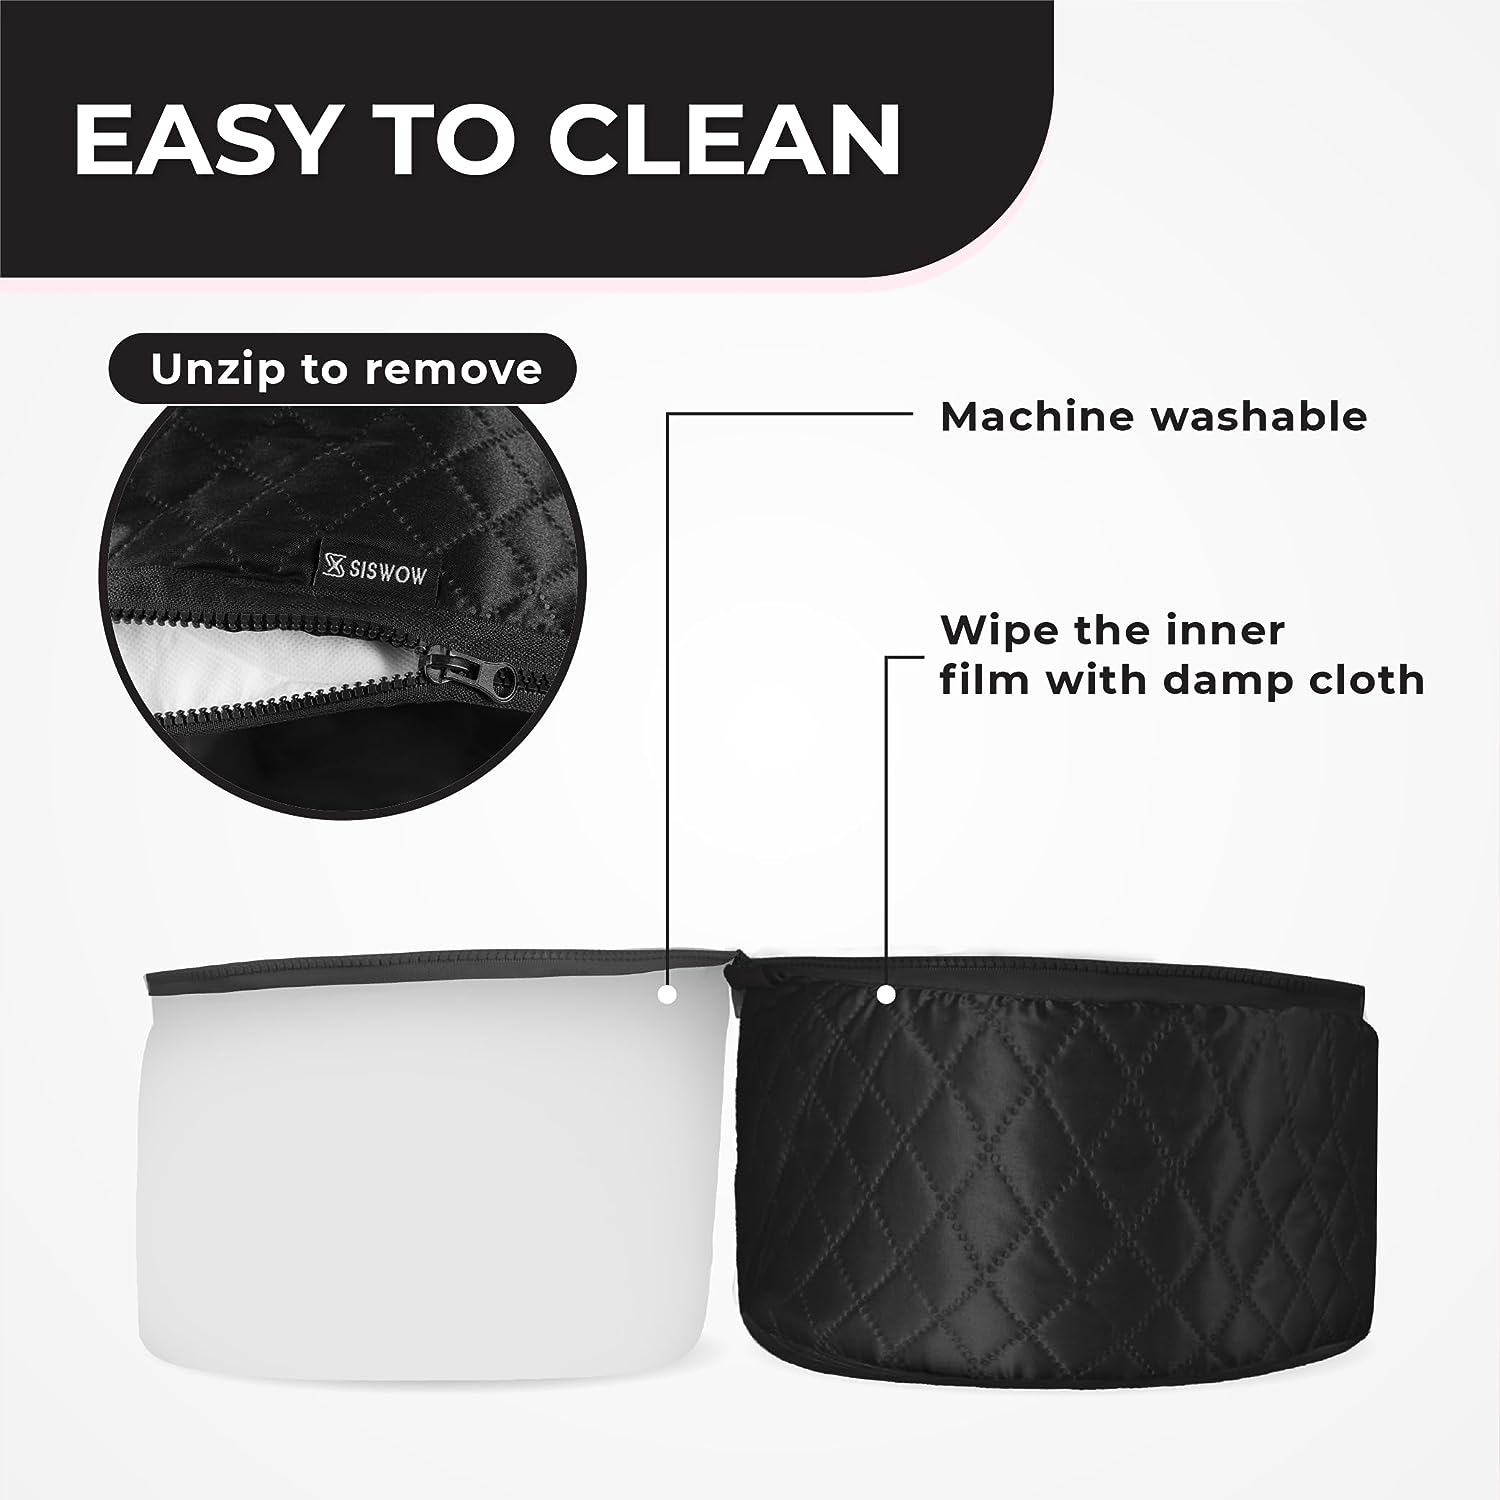 EASY TO CLEAN
Unzip to remove
SISWOW
Machine washable
Wipe the inner
film with damp cloth